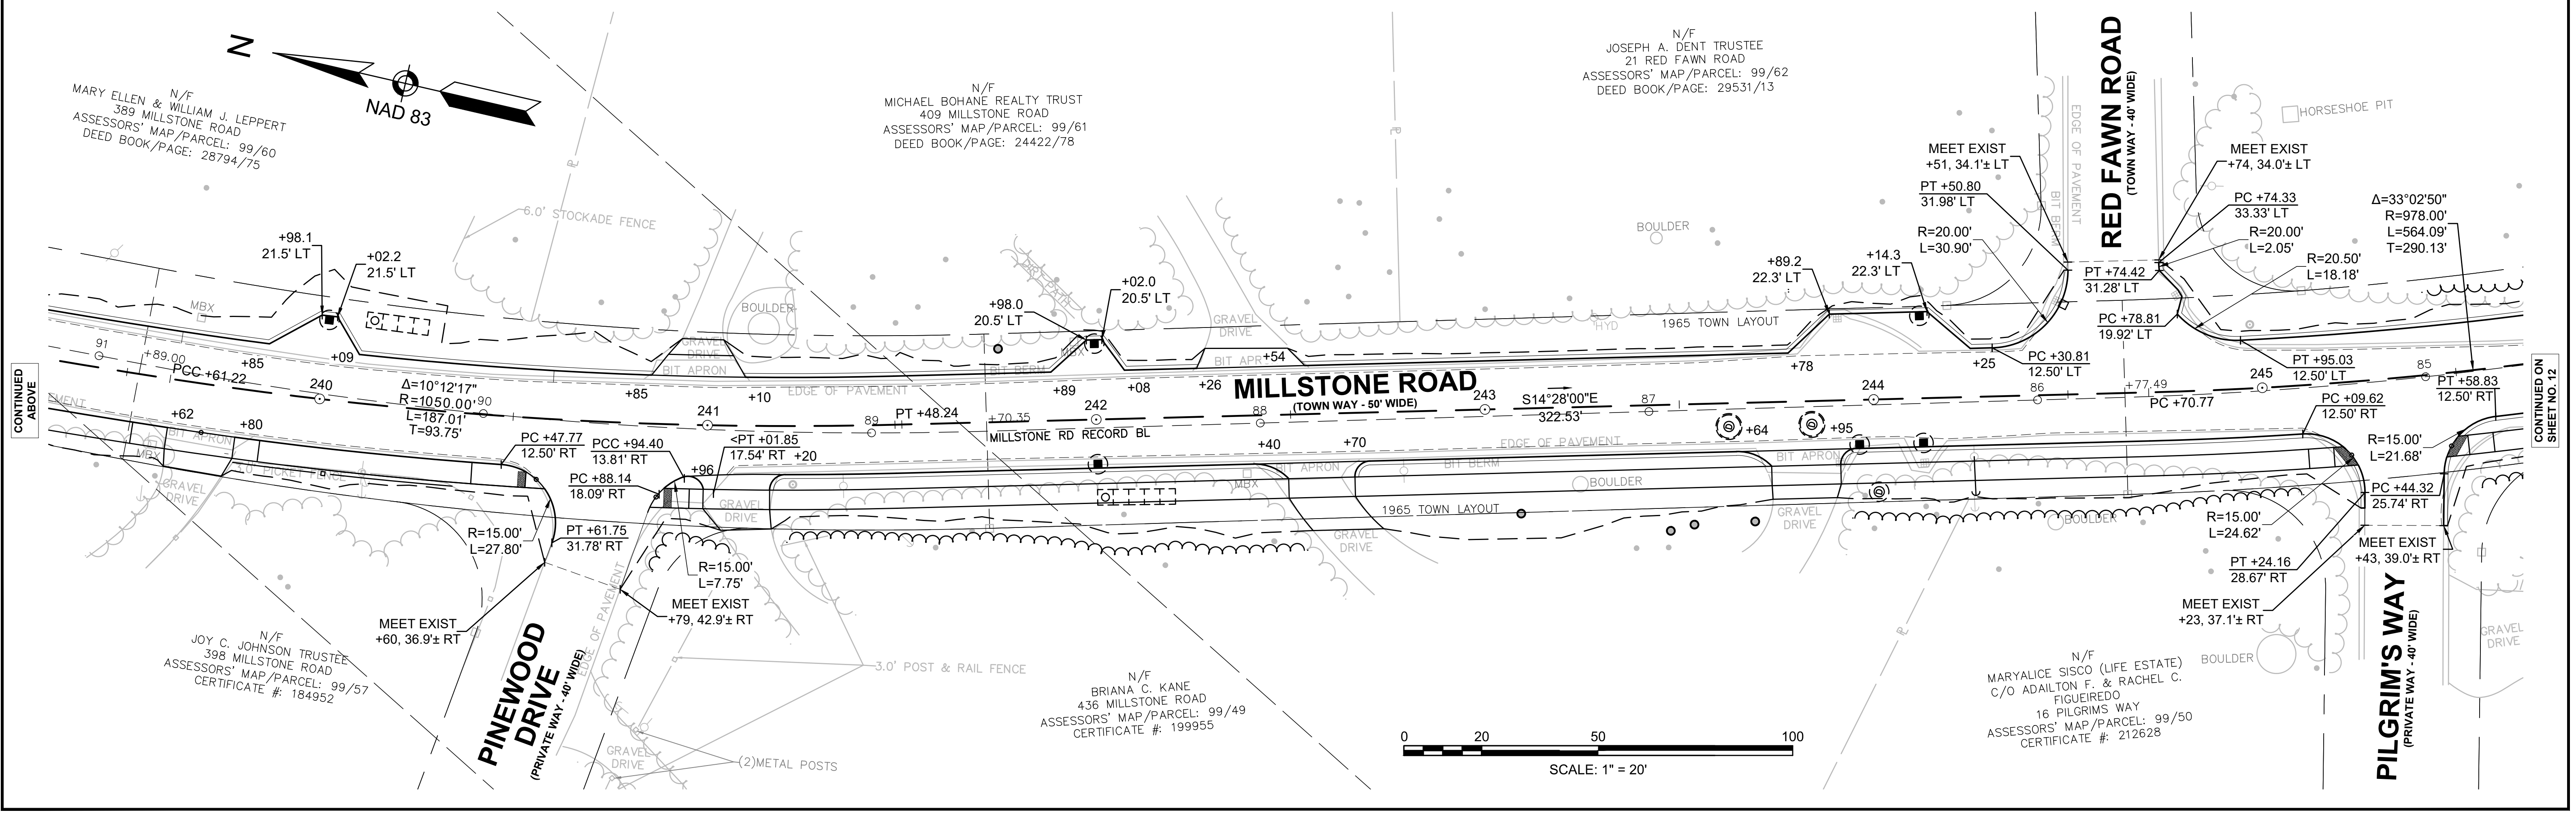 N
NAD 83
N/F
MARY ELLEN & WILLIAM J. LEPPERT
389 MILLSTONE ROAD
ASSESSORS' MAP/PARCEL: 99/60
DEED BOOK/PAGE: 28794/75
N/F
MICHAEL BOHANE REALTY TRUST
409 MILLSTONE ROAD
ASSESSORS' MAP/PARCEL: 99/61
DEED BOOK/PAGE: 24422/78
N/F
JOSEPH A. DENT TRUSTEE
21 RED FAWN ROAD
ASSESSORS' MAP/PARCEL: 99/62
DEED BOOK/PAGE: 29531/13
RED FAWN ROAD
(TOWN WAY - 40' WIDE)
EDGE OF PAVEMENT
BIT BERM
HORSESHOE PIT
MEET EXIST
+51, 34.1'± LT
MEET EXIST
+74, 34.0'± LT
PT +50.80
31.98' LT
PC +74.33
33.33' LT
R=20.00'
L=30.90'
R=20.00'
L=2.05'
R=20.50'
L=18.18'
Δ=33°02'50"
R=978.00'
L=564.09'
T=290.13'
PT +74.42
31.28' LT
PC +78.81
19.92' LT
PC +30.81
12.50' LT
PT +95.03
12.50' LT
PT +58.83
12.50' RT
6.0' STOCKADE FENCE
BOULDER
BOULDER
+98.1
21.5' LT
+02.2
21.5' LT
+98.0
20.5' LT
+02.0
20.5' LT
+89.2
22.3' LT
+14.3
22.3' LT
DIRT PATH
MBX
MBX
GRAVEL
DRIVE
BIT APRON
GRAVEL
DRIVE
BIT APR
+54
HYD
1965 TOWN LAYOUT
BIT BERM
EDGE OF PAVEMENT
CONTINUED
ABOVE
CONTINUED ON
SHEET NO. 12
91
+89.00
PCC +61.22
+85
+09
240
Δ=10°12'17"
R=1050.00'
L=187.01'
T=93.75'
90
+85
241
+10
89
PT +48.24
+70.35
+89
242
+08
+26
88
MILLSTONE RD RECORD BL
MILLSTONE ROAD
(TOWN WAY - 50' WIDE)
243
S14°28'00"E
322.53'
87
+78
244
+25
86
+77.49
PC +70.77
245
85
+62
+80
EMENT
BIT APRON
MBX
3.0' PICKET FENCE
GRAVEL
DRIVE
PC +47.77
12.50' RT
PCC +94.40
13.81' RT
<PT +01.85
17.54' RT
PC +88.14
18.09' RT
+96
+20
+40
+70
+64
+95
GRAVEL
DRIVE
MBX
BIT APRON
BIT BERM
EDGE OF PAVEMENT
BOULDER
1965 TOWN LAYOUT
GRAVEL
DRIVE
BIT APRON
GRAVEL
DRIVE
BOULDER
PC +09.62
12.50' RT
R=15.00'
L=21.68'
PC +44.32
25.74' RT
R=15.00'
L=24.62'
MEET EXIST
+43, 39.0'± RT
PT +24.16
28.67' RT
MEET EXIST
+23, 37.1'± RT
R=15.00'
L=27.80'
PT +61.75
31.78' RT
R=15.00'
L=7.75'
MEET EXIST
+79, 42.9'± RT
MEET EXIST
+60, 36.9'± RT
EDGE OF PAVEMENT
PINEWOOD
DRIVE
(PRIVATE WAY - 40' WIDE)
3.0' POST & RAIL FENCE
(2)METAL POSTS
GRAVEL
DRIVE
N/F
JOY C. JOHNSON TRUSTEE
398 MILLSTONE ROAD
ASSESSORS' MAP/PARCEL: 99/57
CERTIFICATE #: 184952
N/F
BRIANA C. KANE
436 MILLSTONE ROAD
ASSESSORS' MAP/PARCEL: 99/49
CERTIFICATE #: 199955
0 20 50 100
SCALE: 1" = 20'
N/F
MARYALICE SISCO (LIFE ESTATE)
C/O ADAILTON F. & RACHEL C.
FIGUEIREDO
16 PILGRIMS WAY
ASSESSORS' MAP/PARCEL: 99/50
CERTIFICATE #: 212628
BOULDER
PILGRIM'S WAY
(PRIVATE WAY - 40' WIDE)
GRAVEL
DRIVE